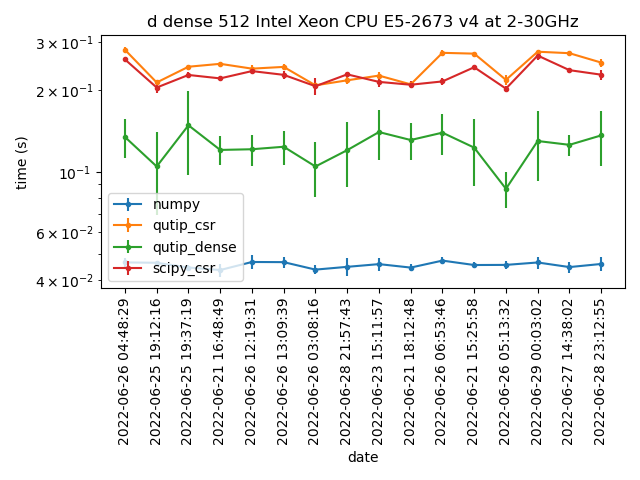 d dense 512 Intel Xeon CPU E5-2673 v4 at 2-30GHz
time (s)
3 × 10⁻¹
2 × 10⁻¹
10⁻¹
6 × 10⁻²
4 × 10⁻²
numpy
qutip_csr
qutip_dense
scipy_csr
2022-06-26 04:48:29
2022-06-25 19:12:16
2022-06-25 19:37:19
2022-06-21 16:48:49
2022-06-26 12:19:31
2022-06-26 13:09:39
2022-06-26 03:08:16
2022-06-28 21:57:43
2022-06-23 15:11:57
2022-06-21 18:12:48
2022-06-26 06:53:46
2022-06-21 15:25:58
2022-06-26 05:13:32
2022-06-29 00:03:02
2022-06-27 14:38:02
2022-06-28 23:12:55
date